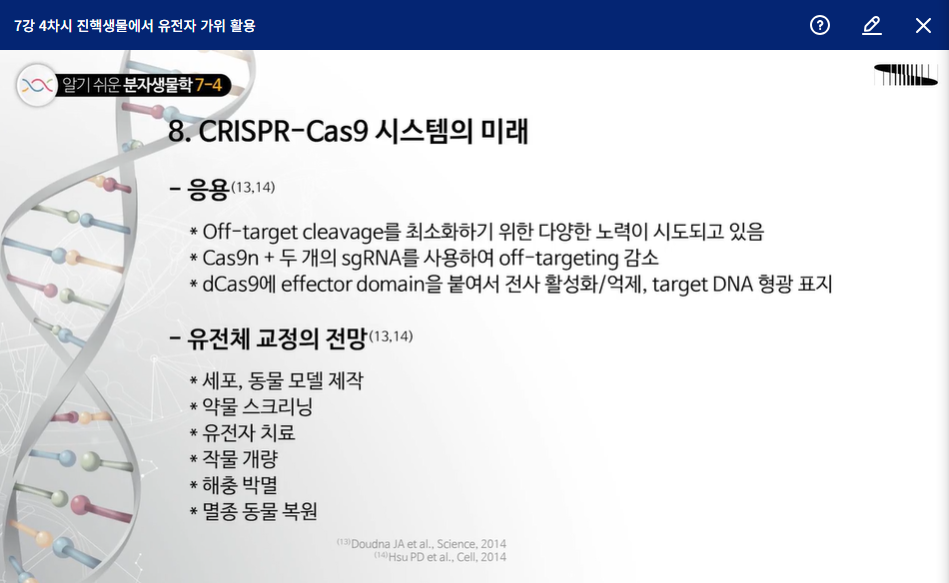 7강 4차시 진핵생물에서 유전자 가위 활용
알기 쉬운 분자생물학 7-4
8. CRISPR-Cas9 시스템의 미래
- 응용(13,14)
* Off-target cleavage를 최소화하기 위한 다양한 노력이 시도되고 있음
* Cas9n + 두 개의 sgRNA를 사용하여 off-targeting 감소
* dCas9에 effector domain을 붙여서 전사 활성화/억제, target DNA 형광 표지
- 유전체 교정의 전망(13,14)
* 세포, 동물 모델 제작
* 약물 스크리닝
* 유전자 치료
* 작물 개량
* 해충 박멸
* 멸종 동물 복원
(13)Doudna JA et al., Science, 2014
(14)Hsu PD et al., Cell, 2014